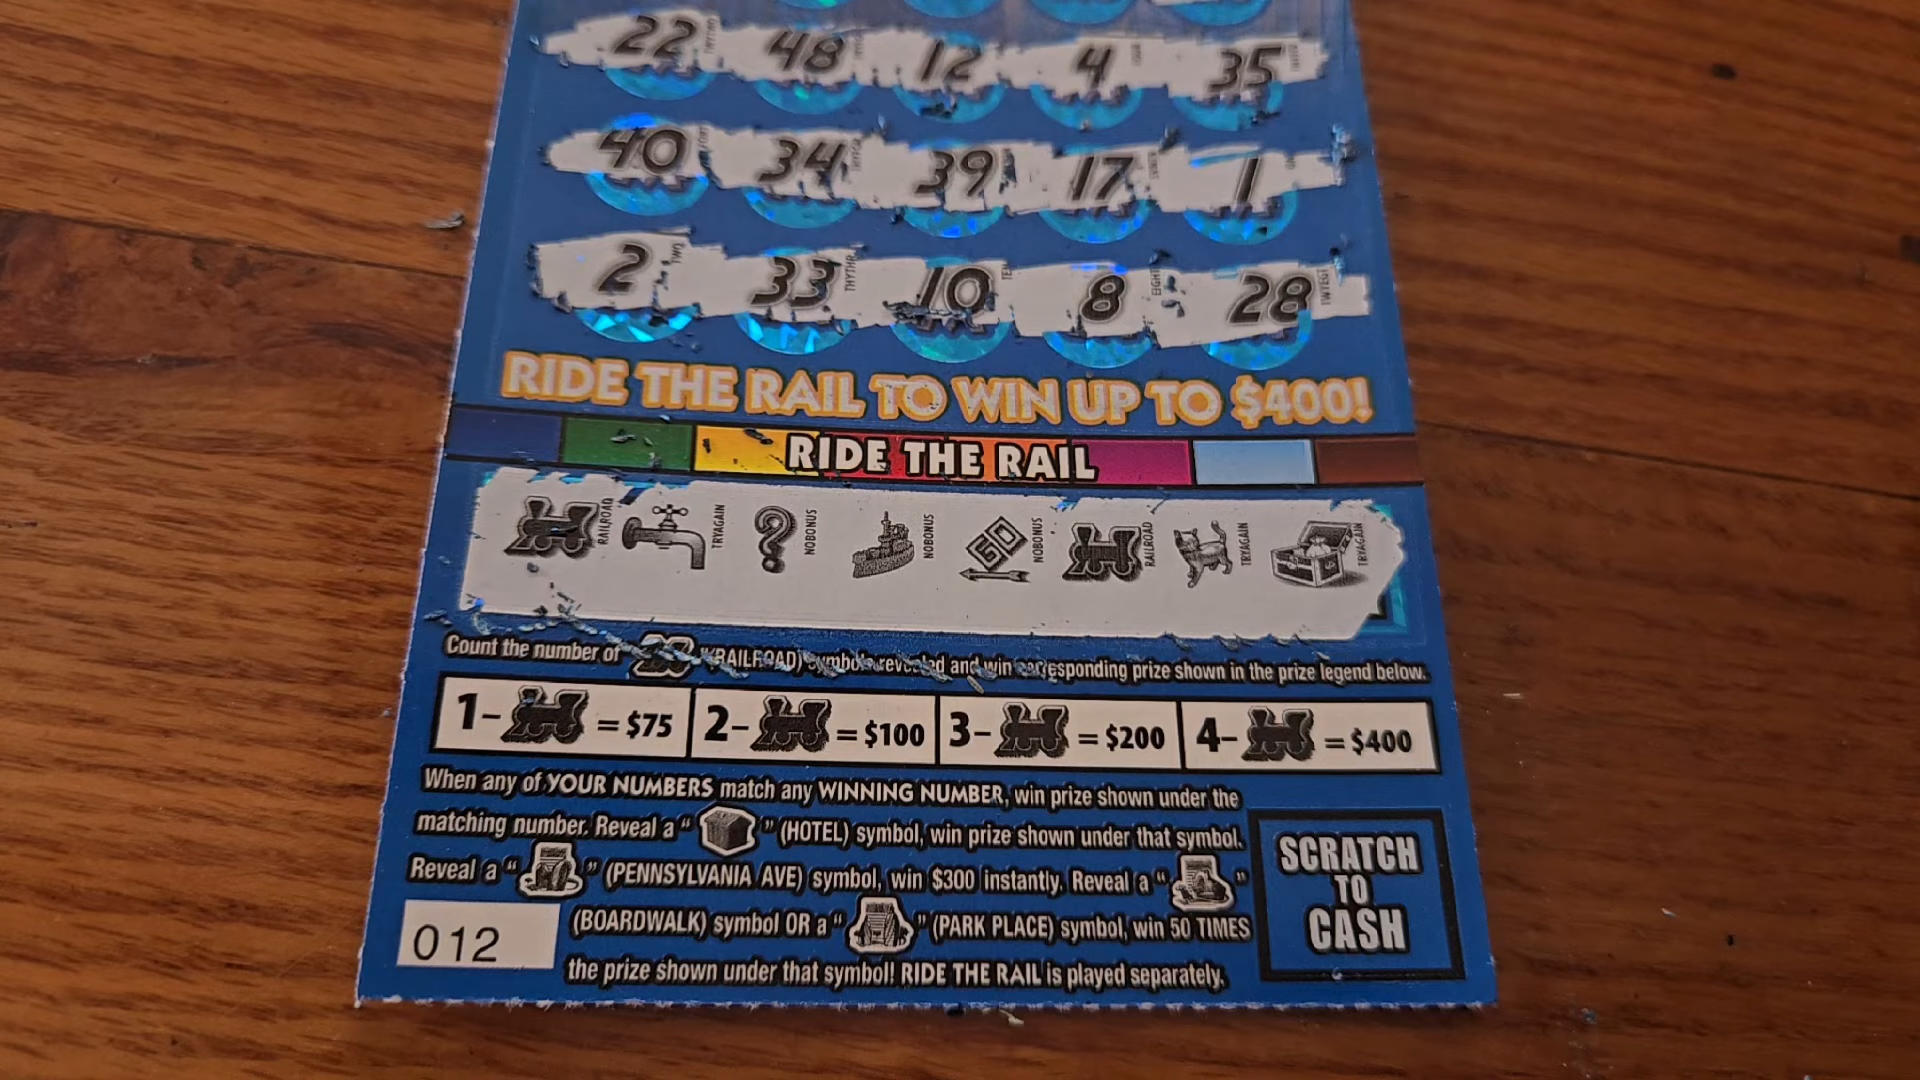 22 48 12 4 35
40 34 39 17 1
2 TWO 33 THYTHR 10 8 EIGHT 28 TWYEGT
RIDE THE RAIL TO WIN UP TO $400!
RIDE THE RAIL
RAILROAD TRYAGAIN NOBONUS NOBONUS GO NOBONUS RAILROAD TRYAGAIN TRYAGAIN
Count the number of " " (RAILROAD) symbols revealed and win corresponding prize shown in the prize legend below.
1- = $75 2- = $100 3- = $200 4- = $400
When any of YOUR NUMBERS match any WINNING NUMBER, win prize shown under the
matching number. Reveal a " " (HOTEL) symbol, win prize shown under that symbol.
Reveal a " " (PENNSYLVANIA AVE) symbol, win $300 instantly. Reveal a " "
(BOARDWALK) symbol OR a " " (PARK PLACE) symbol, win 50 TIMES
the prize shown under that symbol! RIDE THE RAIL is played separately.
012
SCRATCH
TO
CASH